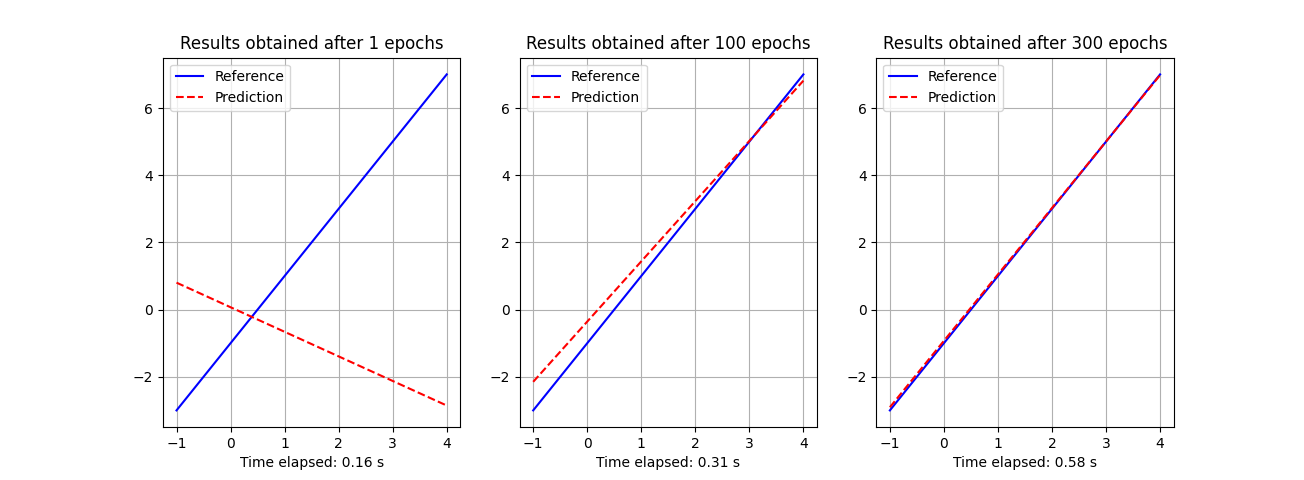 Results obtained after 1 epochs
Reference
Prediction
6
4
2
0
−2
−1 0 1 2 3 4
Time elapsed: 0.16 s
Results obtained after 100 epochs
Reference
Prediction
6
4
2
0
−2
−1 0 1 2 3 4
Time elapsed: 0.31 s
Results obtained after 300 epochs
Reference
Prediction
6
4
2
0
−2
−1 0 1 2 3 4
Time elapsed: 0.58 s